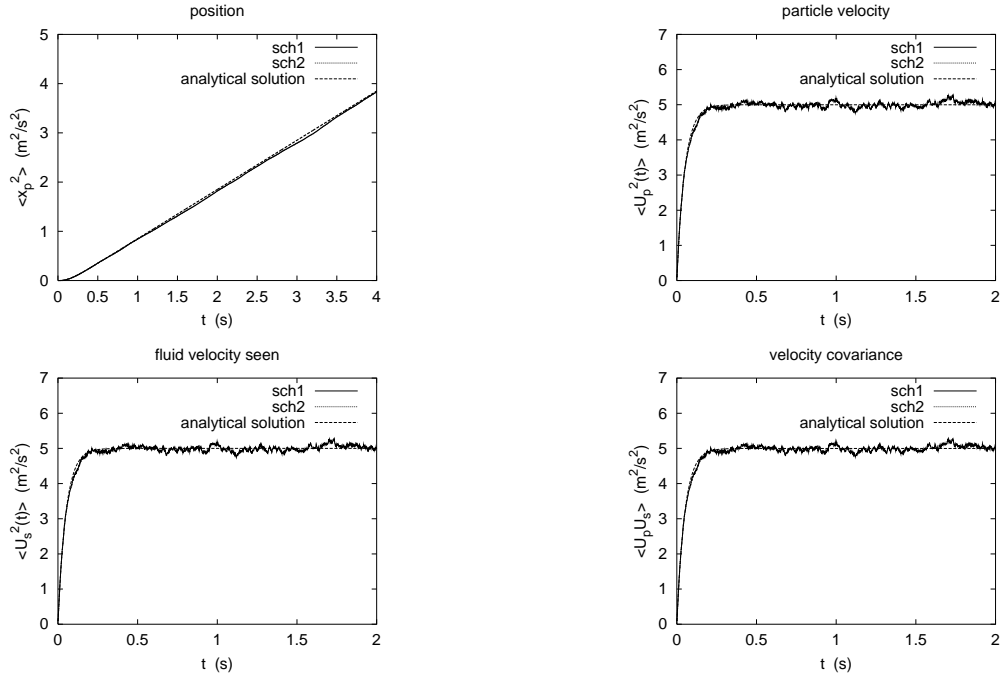 position
5
4
3
2
1
0
<x_p^2> (m^2/s^2)
sch1
sch2
analytical solution
0 0.5 1 1.5 2 2.5 3 3.5 4
t (s)
particle velocity
7
6
5
4
3
2
1
0
<U_p^2(t)> (m^2/s^2)
sch1
sch2
analytical solution
0 0.5 1 1.5 2
t (s)
fluid velocity seen
7
6
5
4
3
2
1
0
<U_s^2(t)> (m^2/s^2)
sch1
sch2
analytical solution
0 0.5 1 1.5 2
t (s)
velocity covariance
7
6
5
4
3
2
1
0
<U_pU_s> (m^2/s^2)
sch1
sch2
analytical solution
0 0.5 1 1.5 2
t (s)